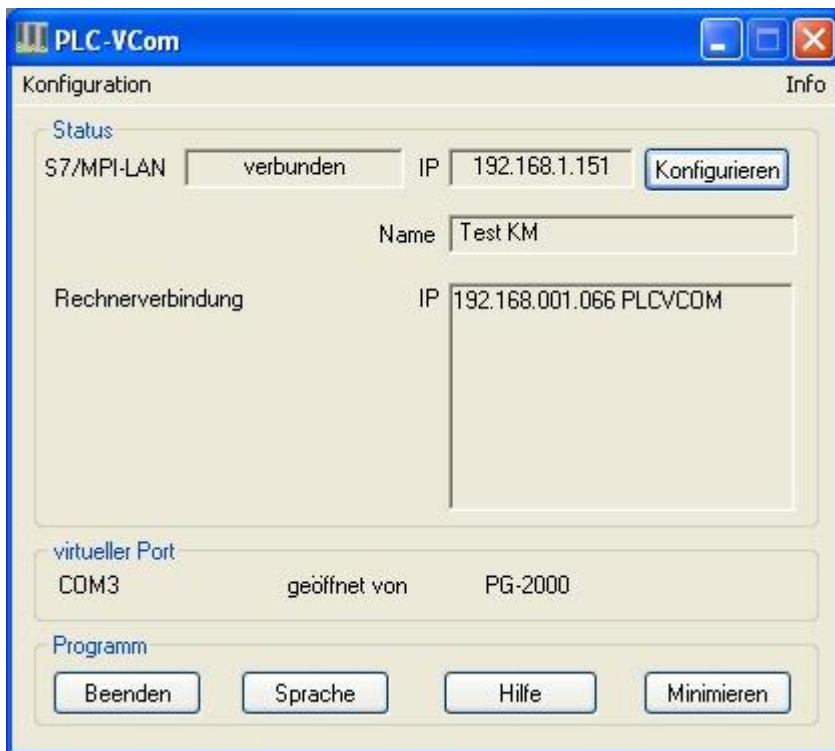 PLC-VCom
Konfiguration Info
Status
S7/MPI-LAN verbunden IP 192.168.1.151 Konfigurieren
Name Test KM
Rechnerverbindung IP 192.168.001.066 PLCVCOM
virtueller Port
COM3 geöffnet von PG-2000
Programm
Beenden Sprache Hilfe Minimieren